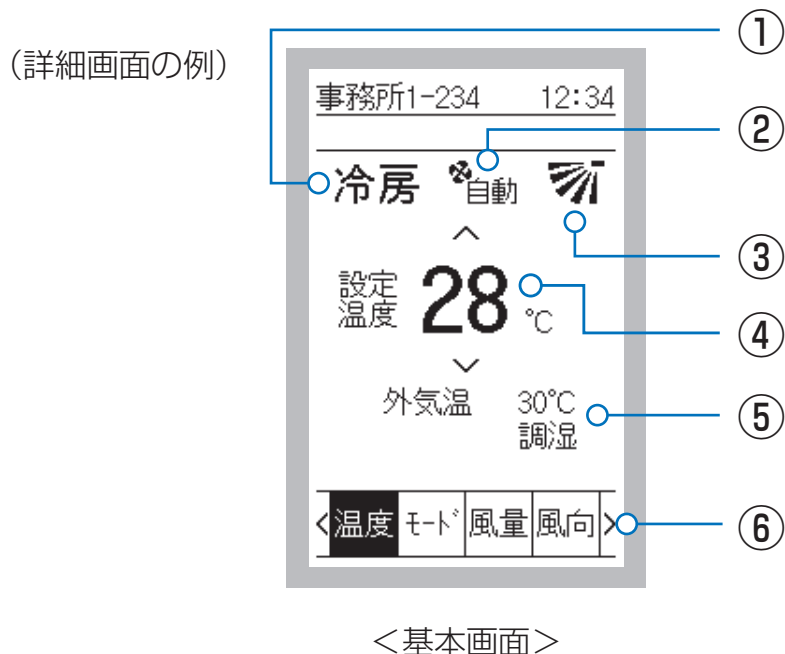 (詳細画面の例)
①
事務所1-234 12:34
②
冷房 自動
③
設定
温度 28 ℃
④
外気温 30℃
調湿
⑤
<温度 ﾓｰﾄﾞ 風量 風向>
⑥
<基本画面>